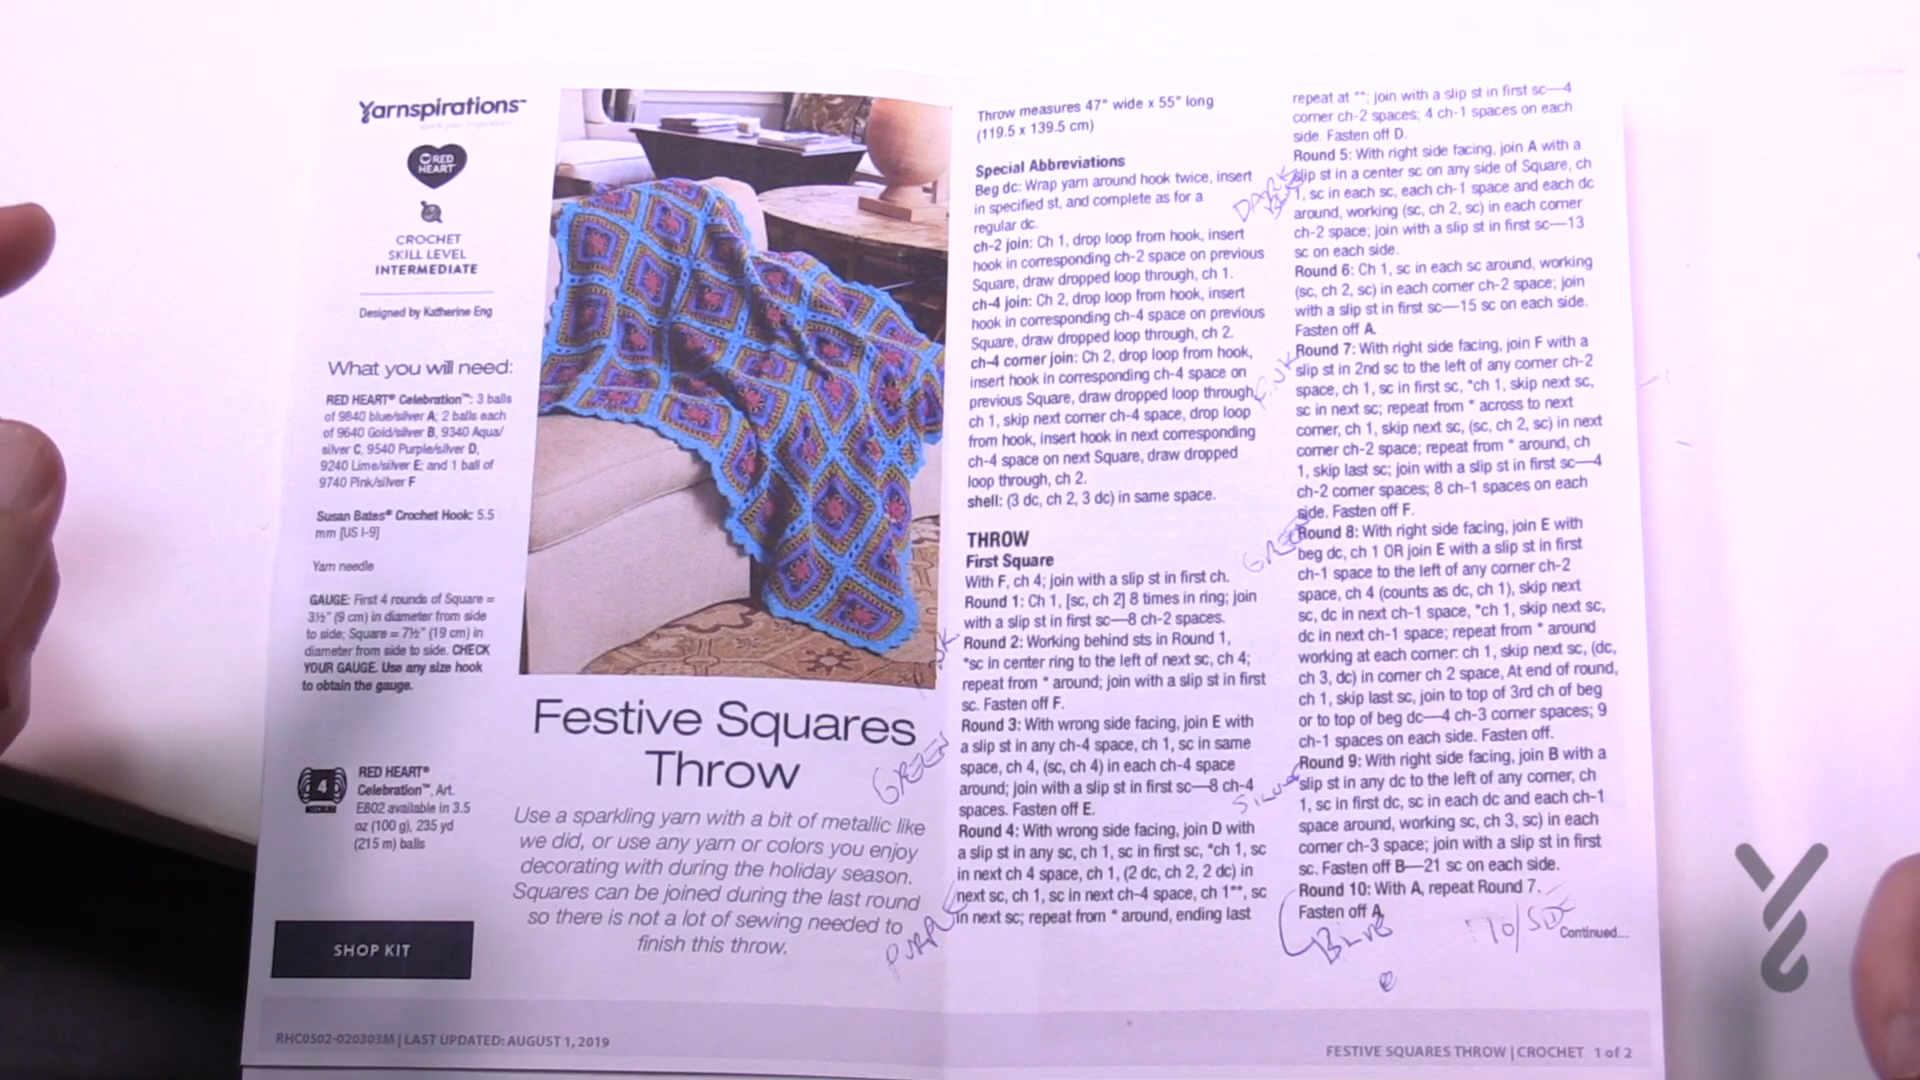 Yarnspirations™
RED
HEART
CROCHET
SKILL LEVEL
INTERMEDIATE
Designed by Katherine Eng
What you will need:
RED HEART® Celebration™: 3 balls
of 9840 blue/silver A; 2 balls each
of 9640 Gold/silver B, 9340 Aqua/
silver C, 9540 Purple/silver D,
9240 Lime/silver E; and 1 ball of
9740 Pink/silver F
Susan Bates® Crochet Hook: 5.5
mm [US I-9]
Yarn needle
GAUGE: First 4 rounds of Square =
3½" (9 cm) in diameter from side
to side; Square = 7½" (19 cm) in
diameter from side to side. CHECK
YOUR GAUGE. Use any size hook
to obtain the gauge.
4
MEDIUM
RED HEART®
Celebration™, Art.
E802 available in 3.5
oz (100 g), 235 yd
(215 m) balls
SHOP KIT
Festive Squares
Throw
Use a sparkling yarn with a bit of metallic like
we did, or use any yarn or colors you enjoy
decorating with during the holiday season.
Squares can be joined during the last round
so there is not a lot of sewing needed to
finish this throw.
Throw measures 47" wide x 55" long
(119.5 x 139.5 cm)
Special Abbreviations
Beg dc: Wrap yarn around hook twice, insert
in specified st, and complete as for a
regular dc.
ch-2 join: Ch 1, drop loop from hook, insert
hook in corresponding ch-2 space on previous
Square, draw dropped loop through, ch 1.
ch-4 join: Ch 2, drop loop from hook, insert
hook in corresponding ch-4 space on previous
Square, draw dropped loop through, ch 2.
ch-4 corner join: Ch 2, drop loop from hook,
insert hook in corresponding ch-4 space on
previous Square, draw dropped loop through,
ch 1, skip next corner ch-4 space, drop loop
from hook, insert hook in next corresponding
ch-4 space on next Square, draw dropped
loop through, ch 2.
shell: (3 dc, ch 2, 3 dc) in same space.
THROW
First Square
With F, ch 4; join with a slip st in first ch.
Round 1: Ch 1, [sc, ch 2] 8 times in ring; join
with a slip st in first sc—8 ch-2 spaces.
Round 2: Working behind sts in Round 1,
*sc in center ring to the left of next sc, ch 4;
repeat from * around; join with a slip st in first
sc. Fasten off F.
GREEN
Round 3: With wrong side facing, join E with
a slip st in any ch-4 space, ch 1, sc in same
space, ch 4, (sc, ch 4) in each ch-4 space
around; join with a slip st in first sc—8 ch-4
spaces. Fasten off E.
PURPLE
Round 4: With wrong side facing, join D with
a slip st in any sc, ch 1, sc in first sc, *ch 1, sc
in next ch 4 space, ch 1, (2 dc, ch 2, 2 dc) in
next sc, ch 1, sc in next ch-4 space, ch 1**, sc
in next sc; repeat from * around, ending last
repeat at **; join with a slip st in first sc—4
corner ch-2 spaces; 4 ch-1 spaces on each
side. Fasten off D.
DARK
BLUE
Round 5: With right side facing, join A with a
slip st in a center sc on any side of Square, ch
1, sc in each sc, each ch-1 space and each dc
around, working (sc, ch 2, sc) in each corner
ch-2 space; join with a slip st in first sc—13
sc on each side.
Round 6: Ch 1, sc in each sc around, working
(sc, ch 2, sc) in each corner ch-2 space; join
with a slip st in first sc—15 sc on each side.
Fasten off A.
PINK
Round 7: With right side facing, join F with a
slip st in 2nd sc to the left of any corner ch-2
space, ch 1, sc in first sc, *ch 1, skip next sc,
sc in next sc; repeat from * across to next
corner, ch 1, skip next sc, (sc, ch 2, sc) in next
corner ch-2 space; repeat from * around, ch
1, skip last sc; join with a slip st in first sc—4
ch-2 corner spaces; 8 ch-1 spaces on each
side. Fasten off F.
GREEN
Round 8: With right side facing, join E with
beg dc, ch 1 OR join E with a slip st in first
ch-1 space to the left of any corner ch-2
space, ch 4 (counts as dc, ch 1), skip next
sc, dc in next ch-1 space, *ch 1, skip next sc,
dc in next ch-1 space; repeat from * around
working at each corner: ch 1, skip next sc, (dc,
ch 3, dc) in corner ch 2 space, At end of round,
ch 1, skip last sc, join to top of 3rd ch of beg
or to top of beg dc—4 ch-3 corner spaces; 9
ch-1 spaces on each side. Fasten off.
SILVER
Round 9: With right side facing, join B with a
slip st in any dc to the left of any corner, ch
1, sc in first dc, sc in each dc and each ch-1
space around, working sc, ch 3, sc) in each
corner ch-3 space; join with a slip st in first
sc. Fasten off B—21 sc on each side.
Round 10: With A, repeat Round 7.
Fasten off A.
BLUE
Continued...
RHC0502-020303M | LAST UPDATED: AUGUST 1, 2019
FESTIVE SQUARES THROW | CROCHET 1 of 2